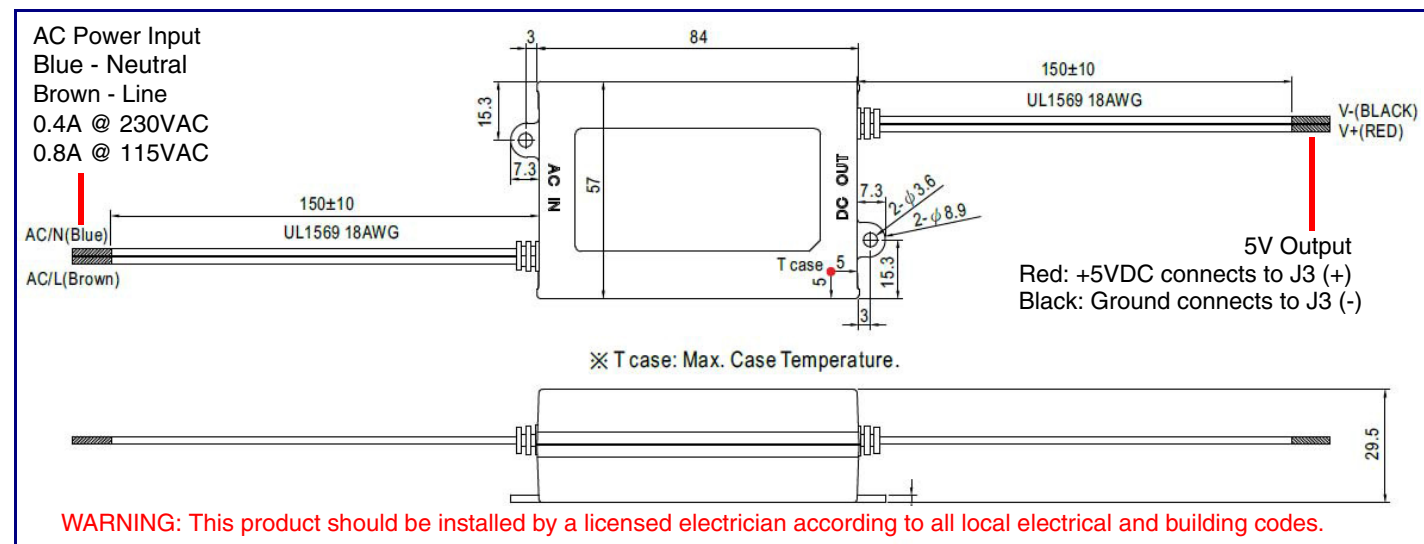 AC Power Input
Blue - Neutral
Brown - Line
0.4A @ 230VAC
0.8A @ 115VAC
3
84
150±10
UL1569 18AWG
V-(BLACK)
V+(RED)
15.3
7.3
AC IN
57
DC OUT
7.3
2-ϕ3.6
2-ϕ8.9
150±10
UL1569 18AWG
AC/N(Blue)
AC/L(Brown)
T case
5
5
15.3
3
5V Output
Red: +5VDC connects to J3 (+)
Black: Ground connects to J3 (-)
※ T case: Max. Case Temperature.
29.5
WARNING: This product should be installed by a licensed electrician according to all local electrical and building codes.